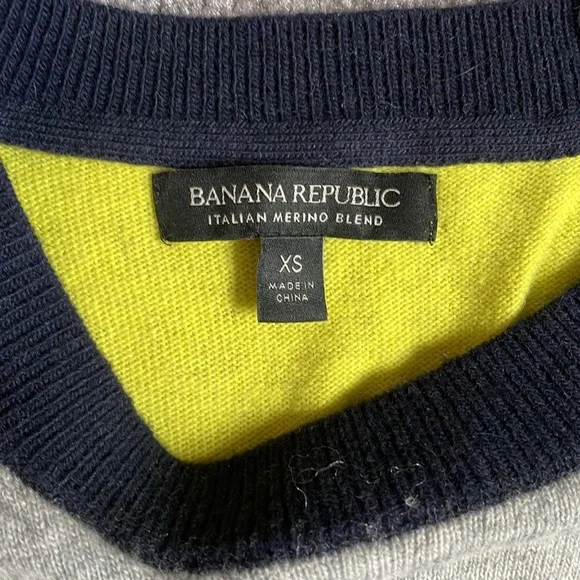 BANANA REPUBLIC
ITALIAN MERINO BLEND
XS
MADE IN
CHINA